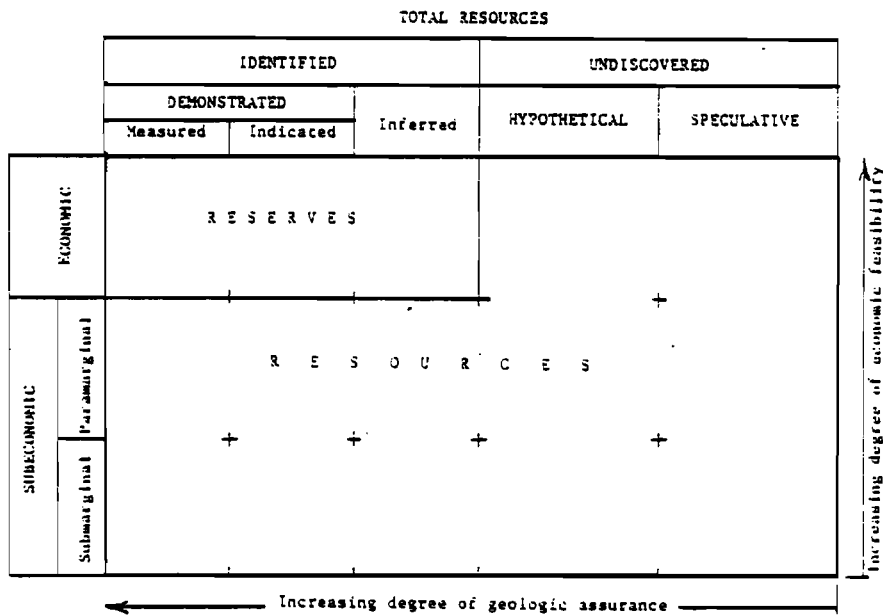 TOTAL RESOURCES
IDENTIFIED UNDISCOVERED
DEMONSTRATED
Measured Indicated Inferred HYPOTHETICAL SPECULATIVE
ECONOMIC
RESERVES
SUBECONOMIC
Paramarginal
RESOURCES
Submarginal
Increasing degree of economic feasibility
Increasing degree of geologic assurance